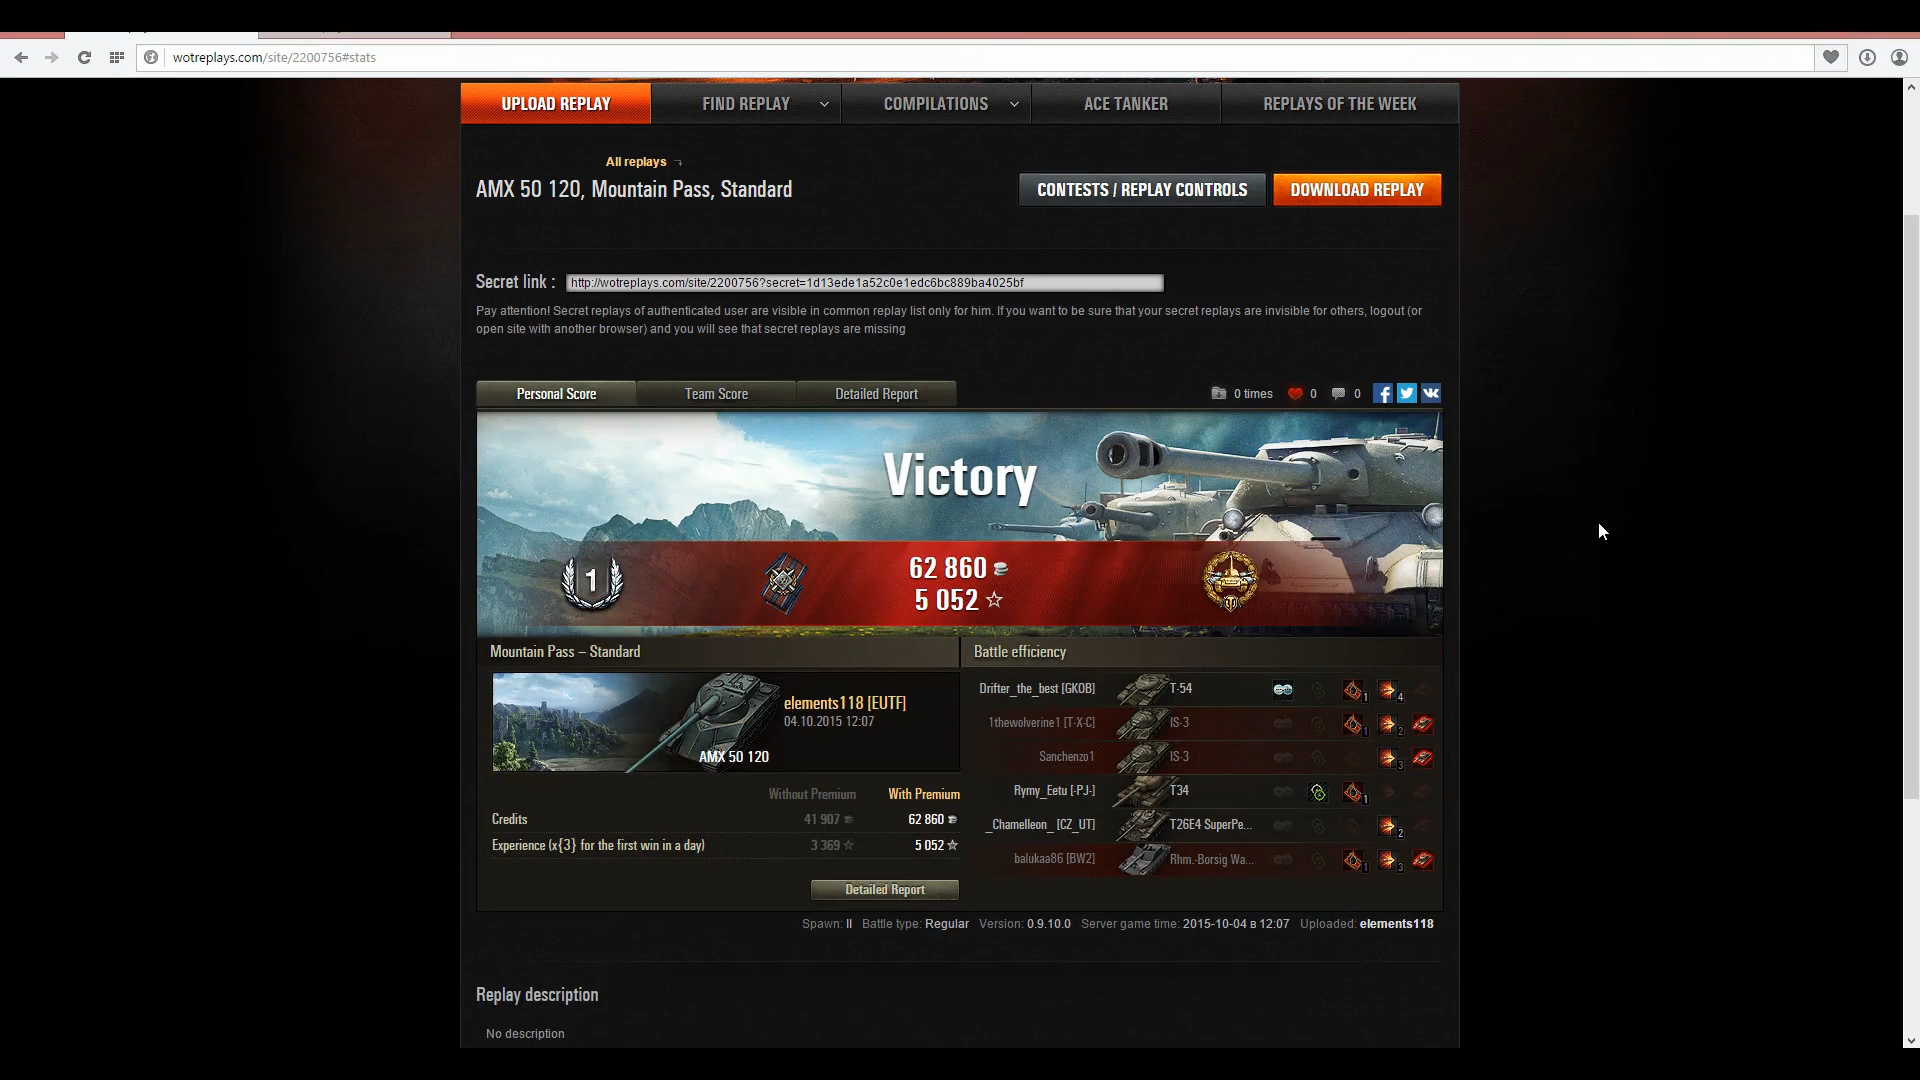 wotreplays.com/site/2200756#stats
UPLOAD REPLAY
FIND REPLAY
COMPILATIONS
ACE TANKER
REPLAYS OF THE WEEK
All replays
AMX 50 120, Mountain Pass, Standard
CONTESTS / REPLAY CONTROLS
DOWNLOAD REPLAY
Secret link :
http://wotreplays.com/site/2200756?secret=1d13ede1a52c0e1edc6bc889ba4025bf
Pay attention! Secret replays of authenticated user are visible in common replay list only for him. If you want to be sure that your secret replays are invisible for others, logout (or
open site with another browser) and you will see that secret replays are missing
Personal Score
Team Score
Detailed Report
0 times
0
0
Victory
1
62 860
5 052
Mountain Pass – Standard
Battle efficiency
elements118 [EUTF]
04.10.2015 12:07
AMX 50 120
Without Premium
With Premium
Credits
41 907
62 860
Experience (x{3} for the first win in a day)
3 369
5 052
Detailed Report
Drifter_the_best [GKOB]
T-54
1
4
1thewolverine1 [T-X-C]
IS-3
1
2
Sanchenzo1
IS-3
3
Rymy_Eetu [-PJ-]
T34
1
_Chamelleon_ [CZ_UT]
T26E4 SuperPe...
2
balukaa86 [BW2]
Rhm.-Borsig Wa...
1
3
Spawn: II Battle type: Regular Version: 0.9.10.0 Server game time: 2015-10-04 в 12:07 Uploaded: elements118
Replay description
No description